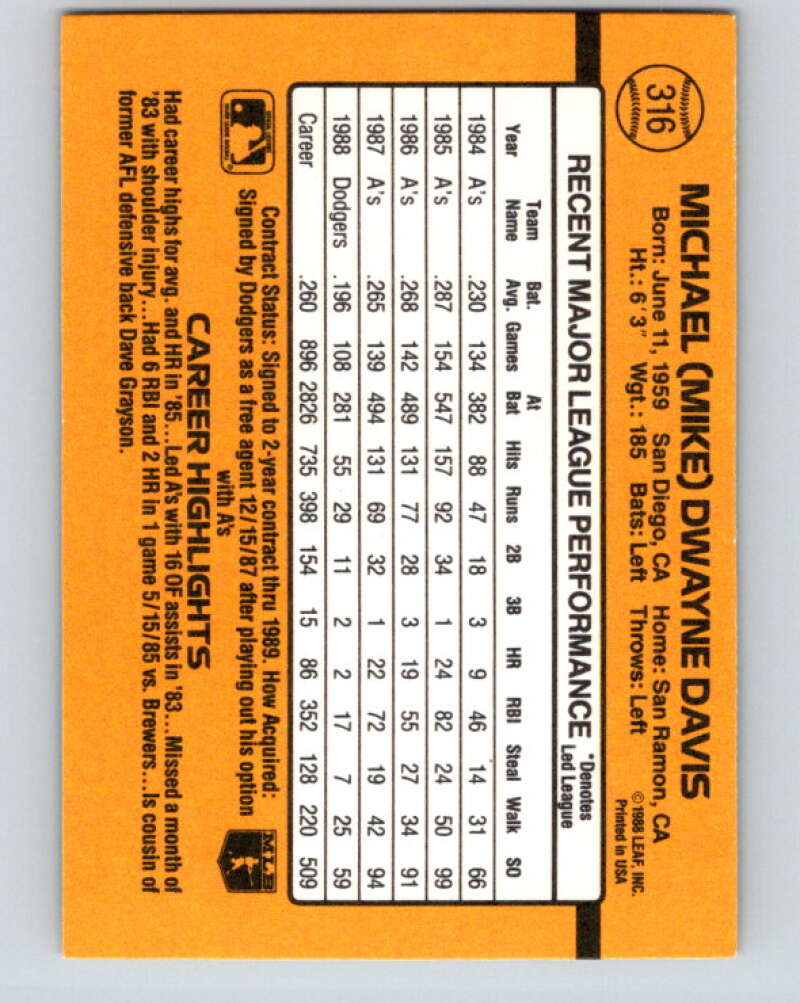 316
MICHAEL (MIKE) DWAYNE DAVIS
Born: June 11, 1959 San Diego, CA Home: San Ramon, CA
Ht.: 6'3" Wgt.: 185 Bats: Left Throws: Left
©1988 LEAF, INC.
Printed in USA
RECENT MAJOR LEAGUE PERFORMANCE *Denotes Led League
Year Team Name Bat. Avg. Games At Bat Hits Runs 2B 3B HR RBI Steal Walk SO
1984 A's .230 134 382 88 47 18 3 9 46 14 31 66
1985 A's .287 154 547 157 92 34 1 24 82 24 50 99
1986 A's .268 142 489 131 77 28 3 19 55 27 34 91
1987 A's .265 139 494 131 69 32 1 22 72 19 42 94
1988 Dodgers .196 108 281 55 29 11 2 2 17 7 25 59
Career .260 896 2826 735 398 154 15 86 352 128 220 509
Contract Status: Signed to 2-year contract thru 1989. How Acquired:
Signed by Dodgers as a free agent 12/15/87 after playing out his option
with A's
MLB
CAREER HIGHLIGHTS
Had career highs for avg. and HR in '85...Led A's with 16 OF assists in '83...Missed a month of
'83 with shoulder injury...Had 6 RBI and 2 HR in 1 game 5/15/85 vs. Brewers...is cousin of
former AFL defensive back Dave Grayson.